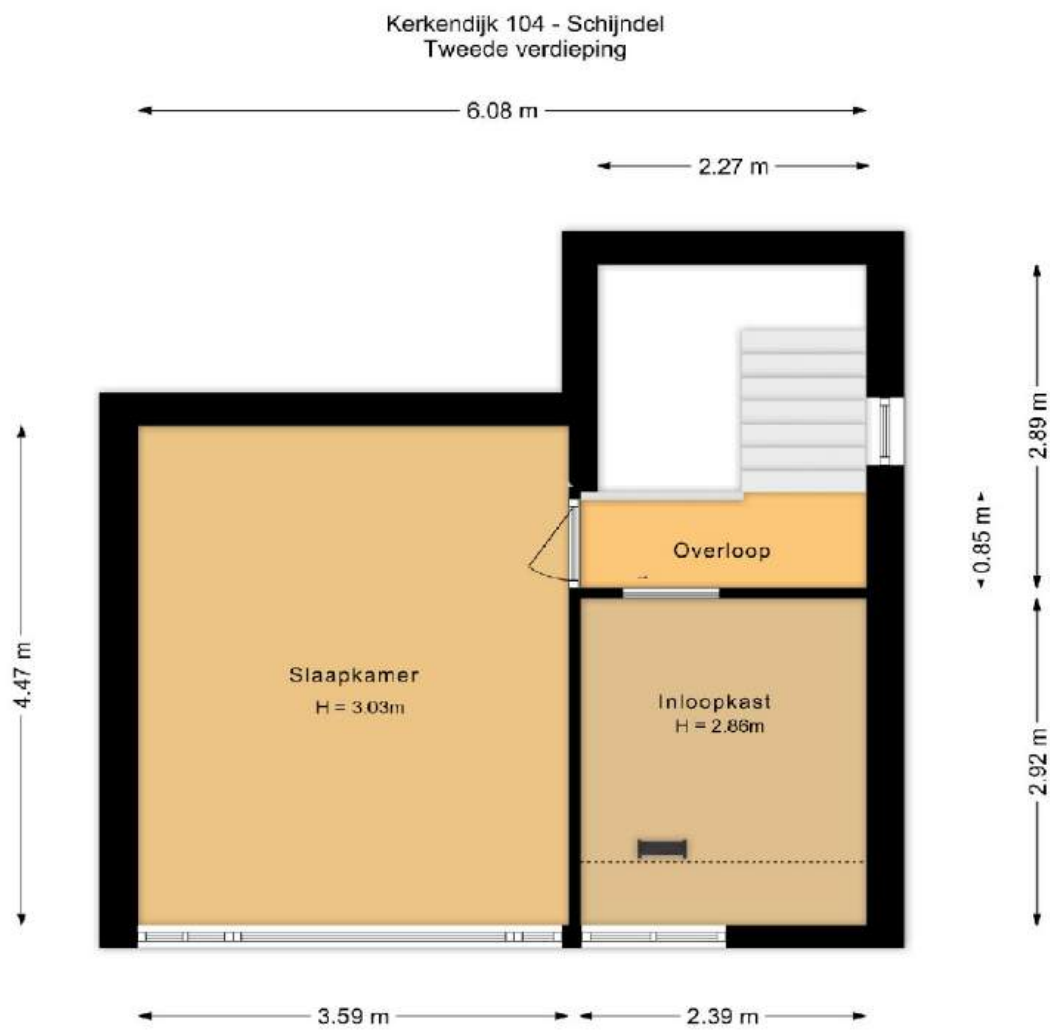 Kerkendijk 104 - Schijndel
Tweede verdieping
6.08 m
2.27 m
2.89 m
0.85 m
Overloop
4.47 m
Slaapkamer
H = 3.03m
Inloopkast
H = 2.86m
2.92 m
3.59 m
2.39 m